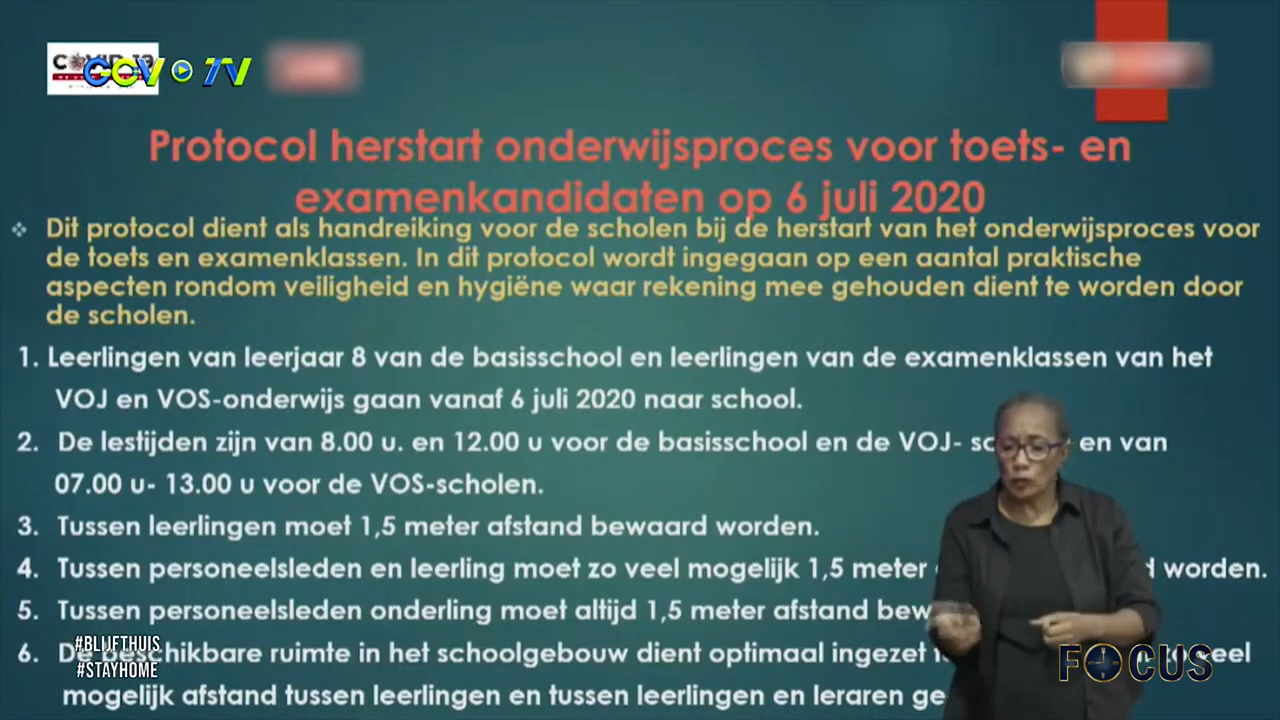 COVID-19
GCV TV
Protocol herstart onderwijsproces voor toets- en
examenkandidaten op 6 juli 2020
Dit protocol dient als handreiking voor de scholen bij de herstart van het onderwijsproces voor
de toets en examenklassen. In dit protocol wordt ingegaan op een aantal praktische
aspecten rondom veiligheid en hygiëne waar rekening mee gehouden dient te worden door
de scholen.
1. Leerlingen van leerjaar 8 van de basisschool en leerlingen van de examenklassen van het
VOJ en VOS-onderwijs gaan vanaf 6 juli 2020 naar school.
2. De lestijden zijn van 8.00 u. en 12.00 u voor de basisschool en de VOJ- en van
07.00 u- 13.00 u voor de VOS-scholen.
3. Tussen leerlingen moet 1,5 meter afstand bewaard worden.
4. Tussen personeelsleden en leerling moet zo veel mogelijk 1,5 meter worden.
5. Tussen personeelsleden onderling moet altijd 1,5 meter afstand
6. De beschikbare ruimte in het schoolgebouw dient optimaal ingezet
mogelijk afstand tussen leerlingen en tussen leerlingen en leraren
#BLIJFTHUIS
#STAYHOME
FOCUS